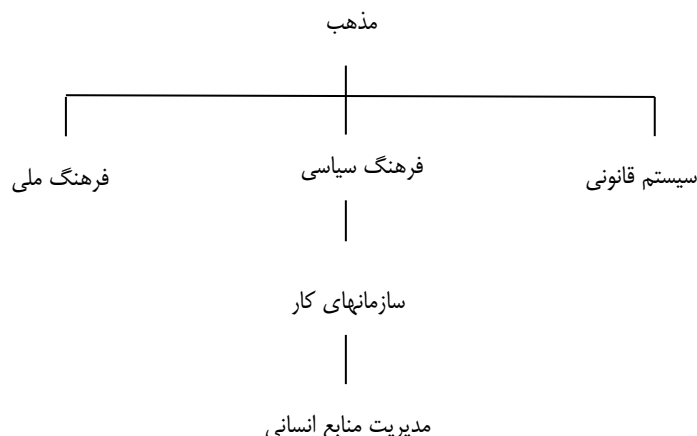 مذهب
سیستم قانونی
فرهنگ سیاسی
فرهنگ ملی
سازمانهای کار
مدیریت منابع انسانی